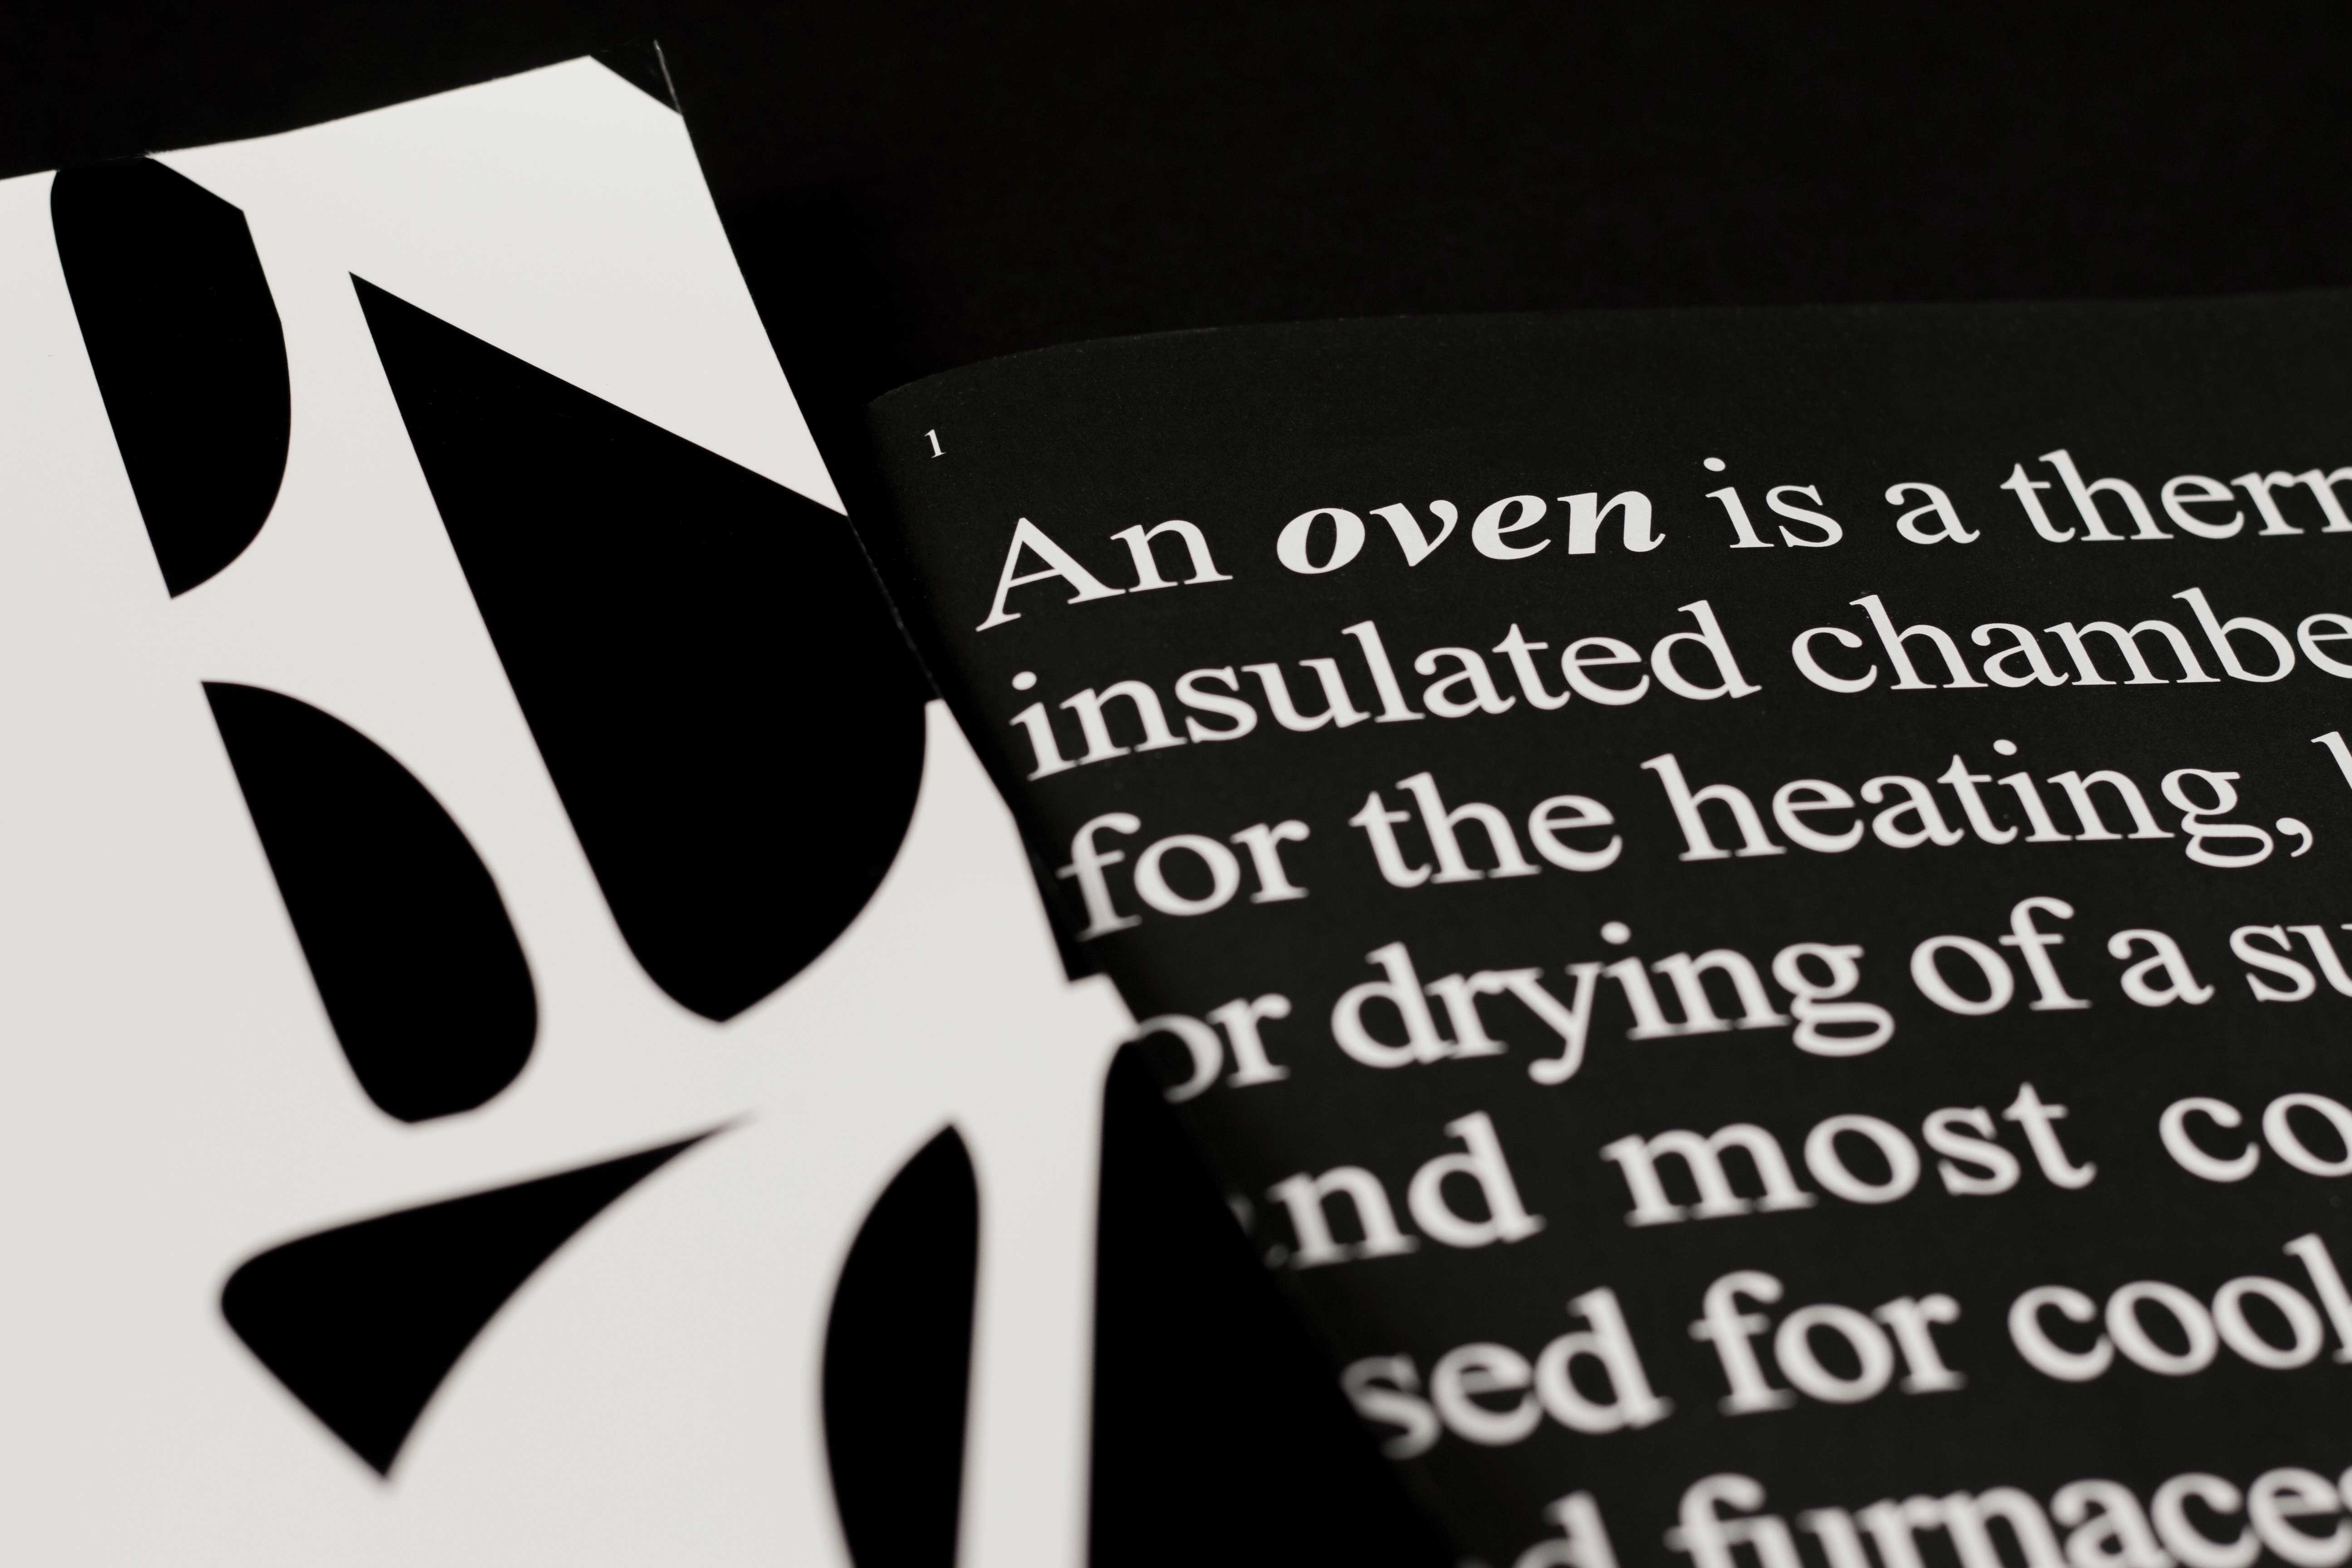 1
An oven is a therm
insulated chambe
for the heating,
or drying of a su
nd most co
sed for cool
d furnaces